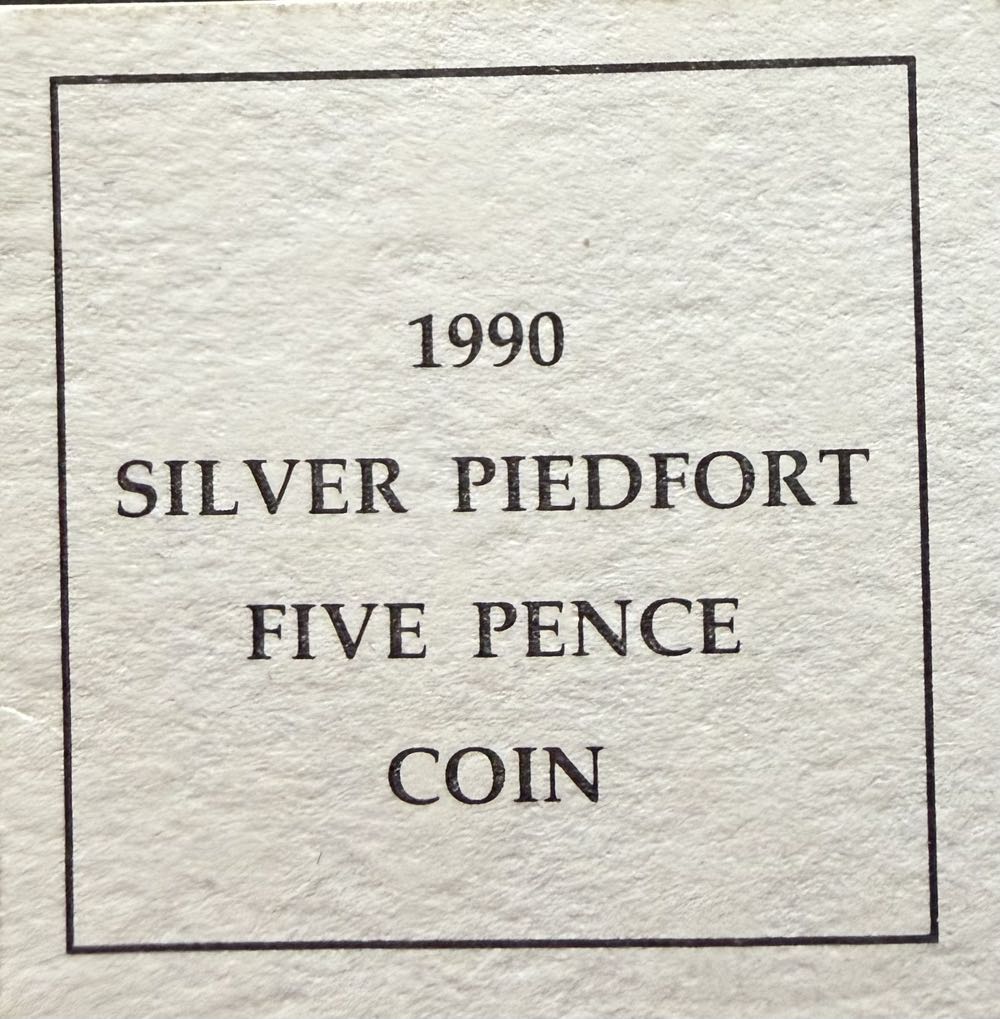 1990
SILVER PIEDFORT
FIVE PENCE
COIN